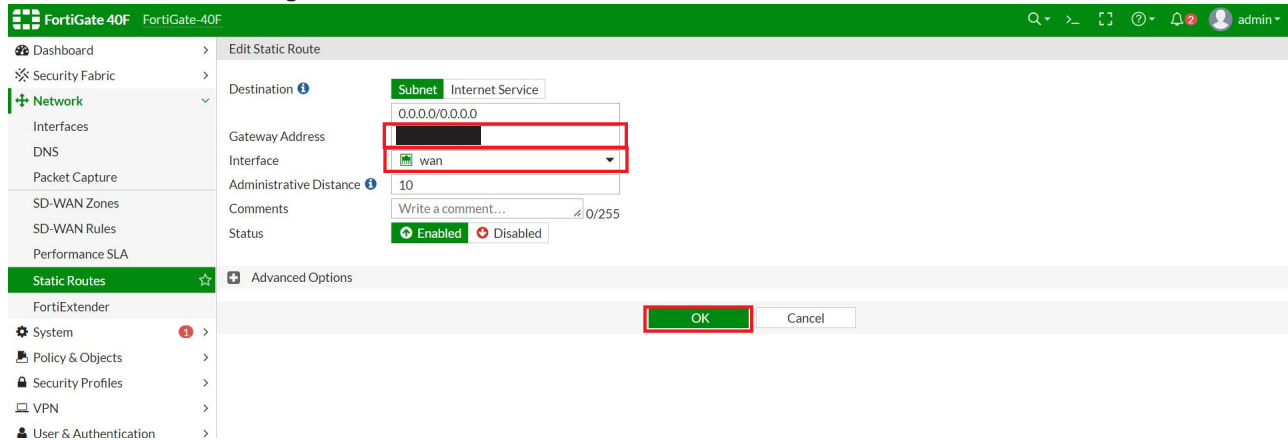 FortiGate 40F FortiGate-40F
2 admin
Dashboard
Security Fabric
Network
Interfaces
DNS
Packet Capture
SD-WAN Zones
SD-WAN Rules
Performance SLA
Static Routes
FortiExtender
System 1
Policy & Objects
Security Profiles
VPN
User & Authentication
Edit Static Route
Destination Subnet Internet Service
0.0.0.0/0.0.0.0
Gateway Address
Interface wan
Administrative Distance 10
Comments Write a comment... 0/255
Status Enabled Disabled
Advanced Options
OK Cancel